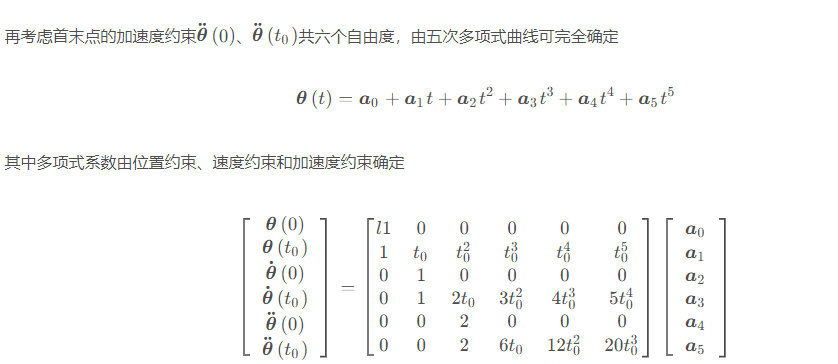 再考虑首末点的加速度约束$\ddot{\boldsymbol{\theta}}(0)$、$\ddot{\boldsymbol{\theta}}(t_0)$共六个自由度，由五次多项式曲线可完全确定
$\boldsymbol{\theta}(t) = \boldsymbol{a}_0 + \boldsymbol{a}_1 t + \boldsymbol{a}_2 t^2 + \boldsymbol{a}_3 t^3 + \boldsymbol{a}_4 t^4 + \boldsymbol{a}_5 t^5$
其中多项式系数由位置约束、速度约束和加速度约束确定
$\begin{bmatrix} \boldsymbol{\theta}(0) \\ \boldsymbol{\theta}(t_0) \\ \dot{\boldsymbol{\theta}}(0) \\ \dot{\boldsymbol{\theta}}(t_0) \\ \ddot{\boldsymbol{\theta}}(0) \\ \ddot{\boldsymbol{\theta}}(t_0) \end{bmatrix} = \begin{bmatrix} l1 & 0 & 0 & 0 & 0 & 0 \\ 1 & t_0 & t_0^2 & t_0^3 & t_0^4 & t_0^5 \\ 0 & 1 & 0 & 0 & 0 & 0 \\ 0 & 1 & 2t_0 & 3t_0^2 & 4t_0^3 & 5t_0^4 \\ 0 & 0 & 2 & 0 & 0 & 0 \\ 0 & 0 & 2 & 6t_0 & 12t_0^2 & 20t_0^3 \end{bmatrix} \begin{bmatrix} \boldsymbol{a}_0 \\ \boldsymbol{a}_1 \\ \boldsymbol{a}_2 \\ \boldsymbol{a}_3 \\ \boldsymbol{a}_4 \\ \boldsymbol{a}_5 \end{bmatrix}$